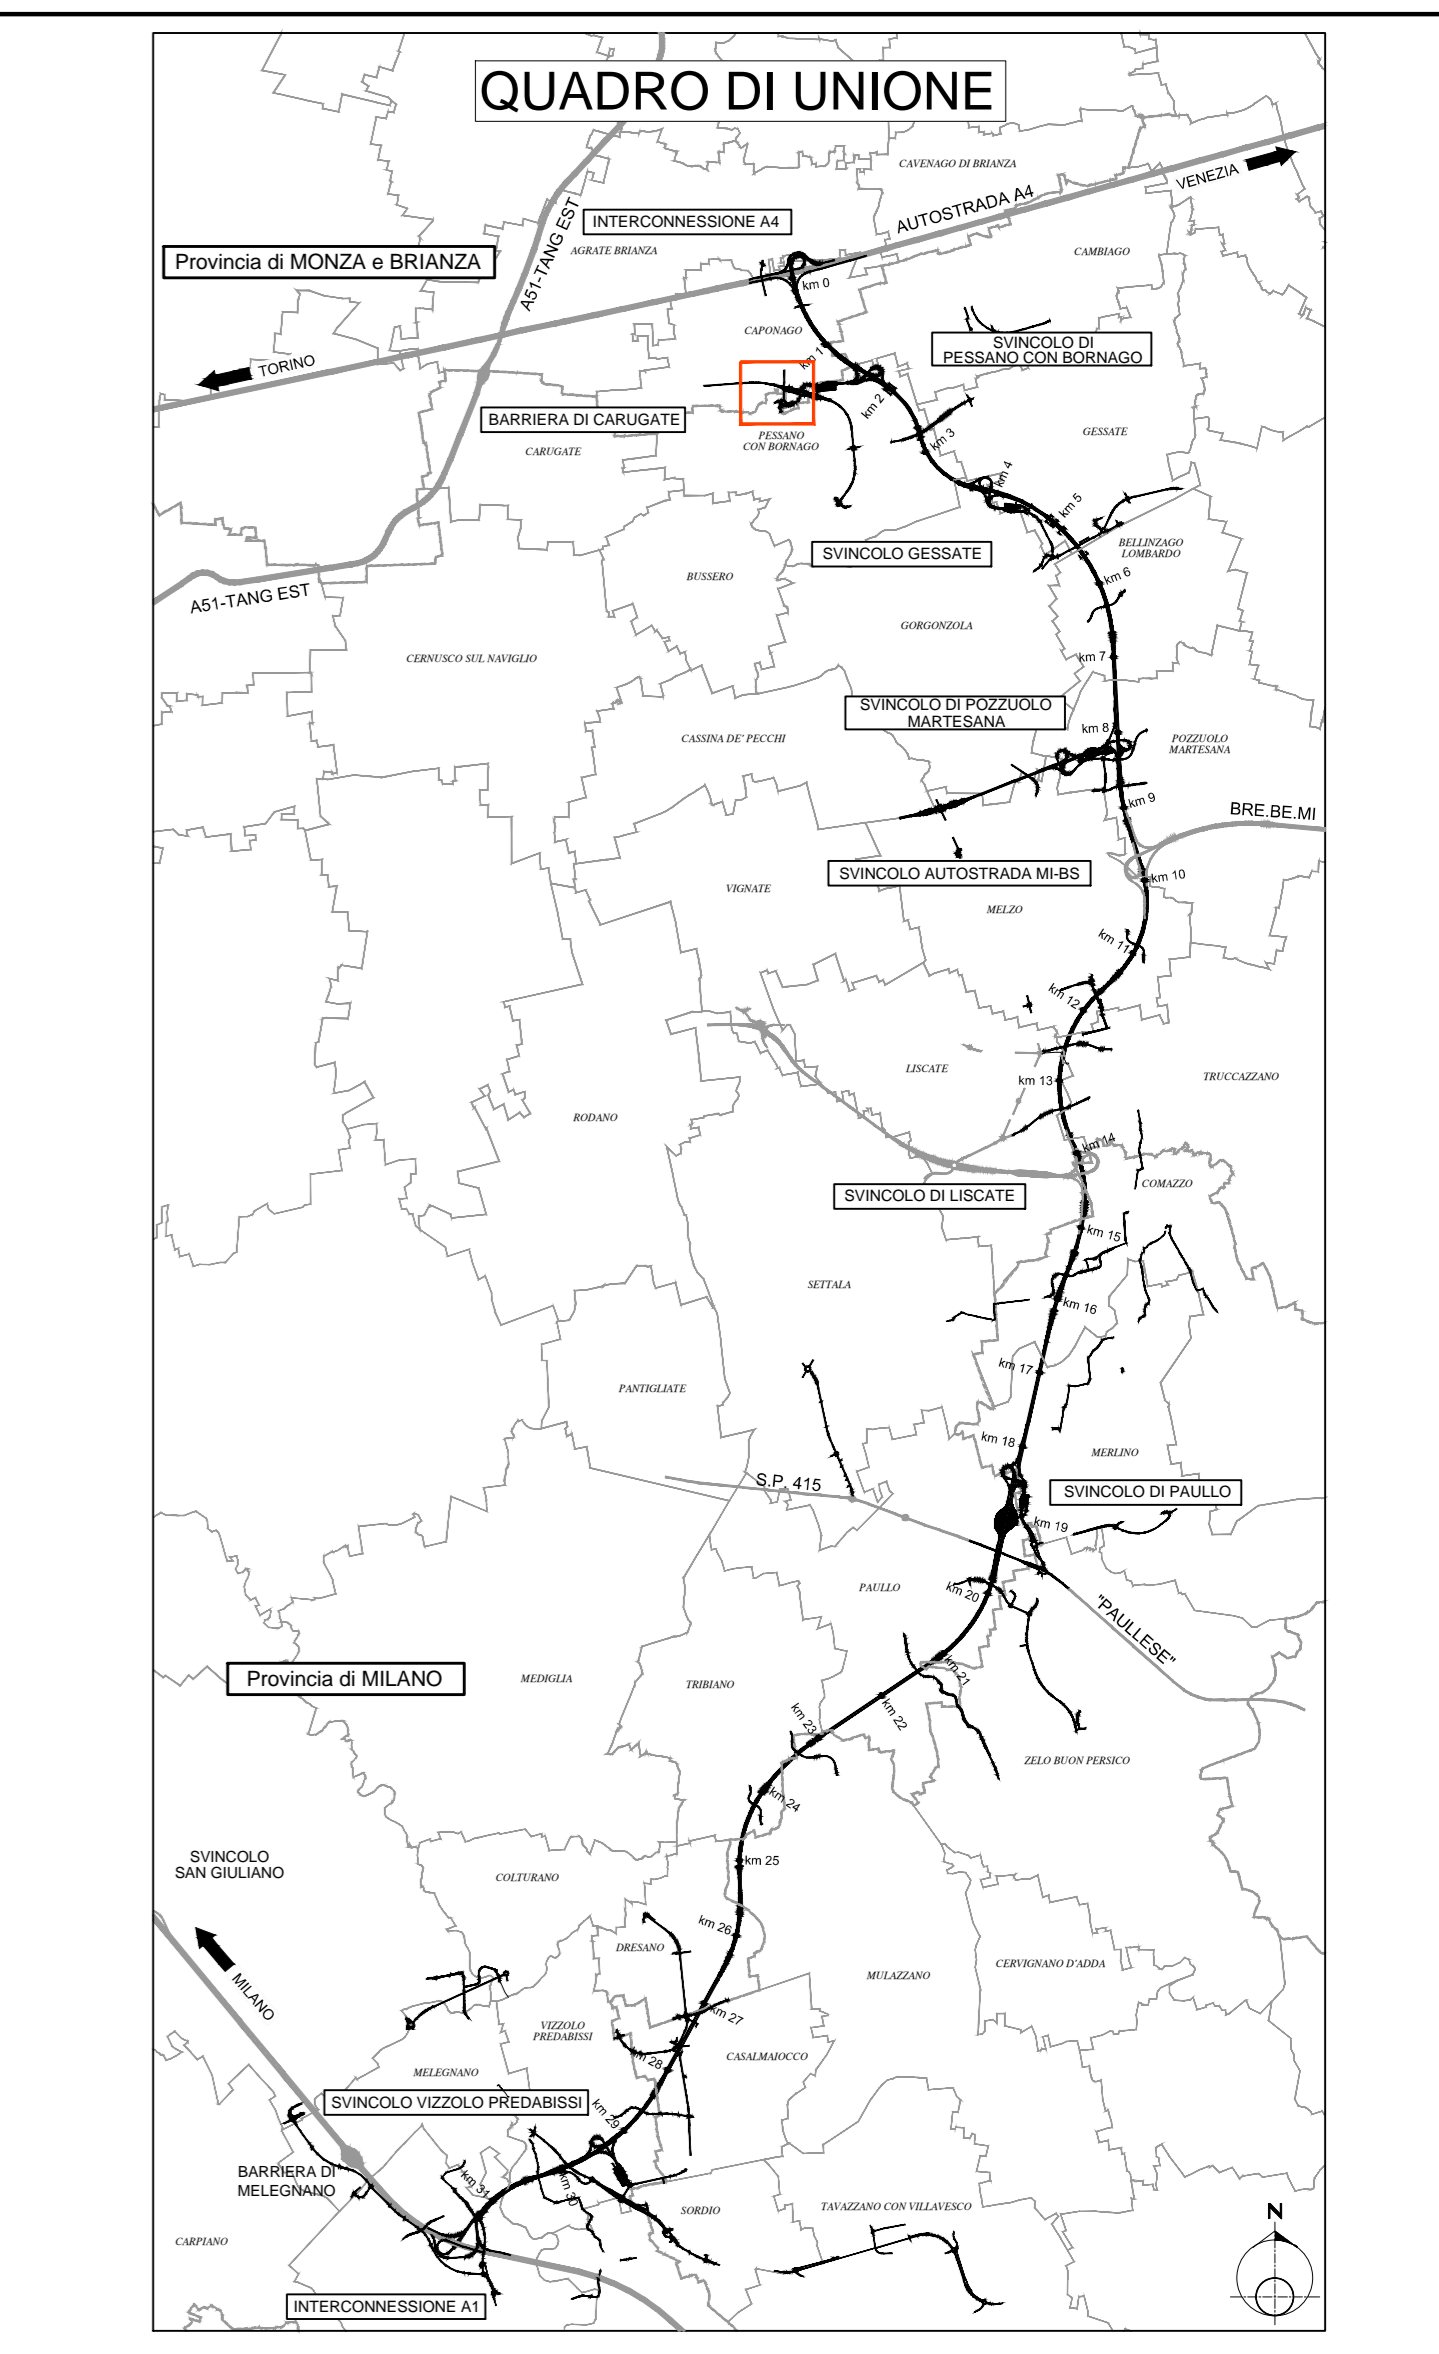 QUADRO DI UNIONE
CAVENAGO DI BRIANZA
VENEZIA
AUTOSTRADA A4
INTERCONNESSIONE A4
AGRATE BRIANZA
A51-TANG EST
CAMBIAGO
Provincia di MONZA e BRIANZA
km 0
CAPONAGO
SVINCOLO DI
PESSANO CON BORNAGO
km 1
TORINO
km 2
BARRIERA DI CARUGATE
CARUGATE
PESSANO
CON BORNAGO
km 3
GESSATE
km 4
km 5
SVINCOLO GESSATE
BELLINZAGO
LOMBARDO
BUSSERO
km 6
A51-TANG EST
GORGONZOLA
CERNUSCO SUL NAVIGLIO
km 7
SVINCOLO DI POZZUOLO
MARTESANA
km 8
CASSINA DE' PECCHI
POZZUOLO
MARTESANA
km 9
BRE.BE.MI
SVINCOLO AUTOSTRADA MI-BS
km 10
VIGNATE
MELZO
km 11
km 12
LISCATE
km 13
TRUCCAZZANO
RODANO
km 14
COMAZZO
SVINCOLO DI LISCATE
km 15
SETTALA
km 16
km 17
PANTIGLIATE
km 18
MERLINO
S.P. 415
SVINCOLO DI PAULLO
km 19
PAULLO
km 20
"PAULLESE"
Provincia di MILANO
MEDIGLIA
TRIBIANO
km 21
km 22
km 23
ZELO BUON PERSICO
km 24
SVINCOLO
SAN GIULIANO
km 25
COLTURANO
km 26
DRESANO
MULAZZANO
CERVIGNANO D'ADDA
MILANO
km 27
VIZZOLO
PREDABISSI
km 28
CASALMAIOCCO
MELEGNANO
SVINCOLO VIZZOLO PREDABISSI
km 29
BARRIERA DI
MELEGNANO
km 31
km 30
SORDIO
TAVAZZANO CON VILLAVESCO
N
CARPIANO
INTERCONNESSIONE A1